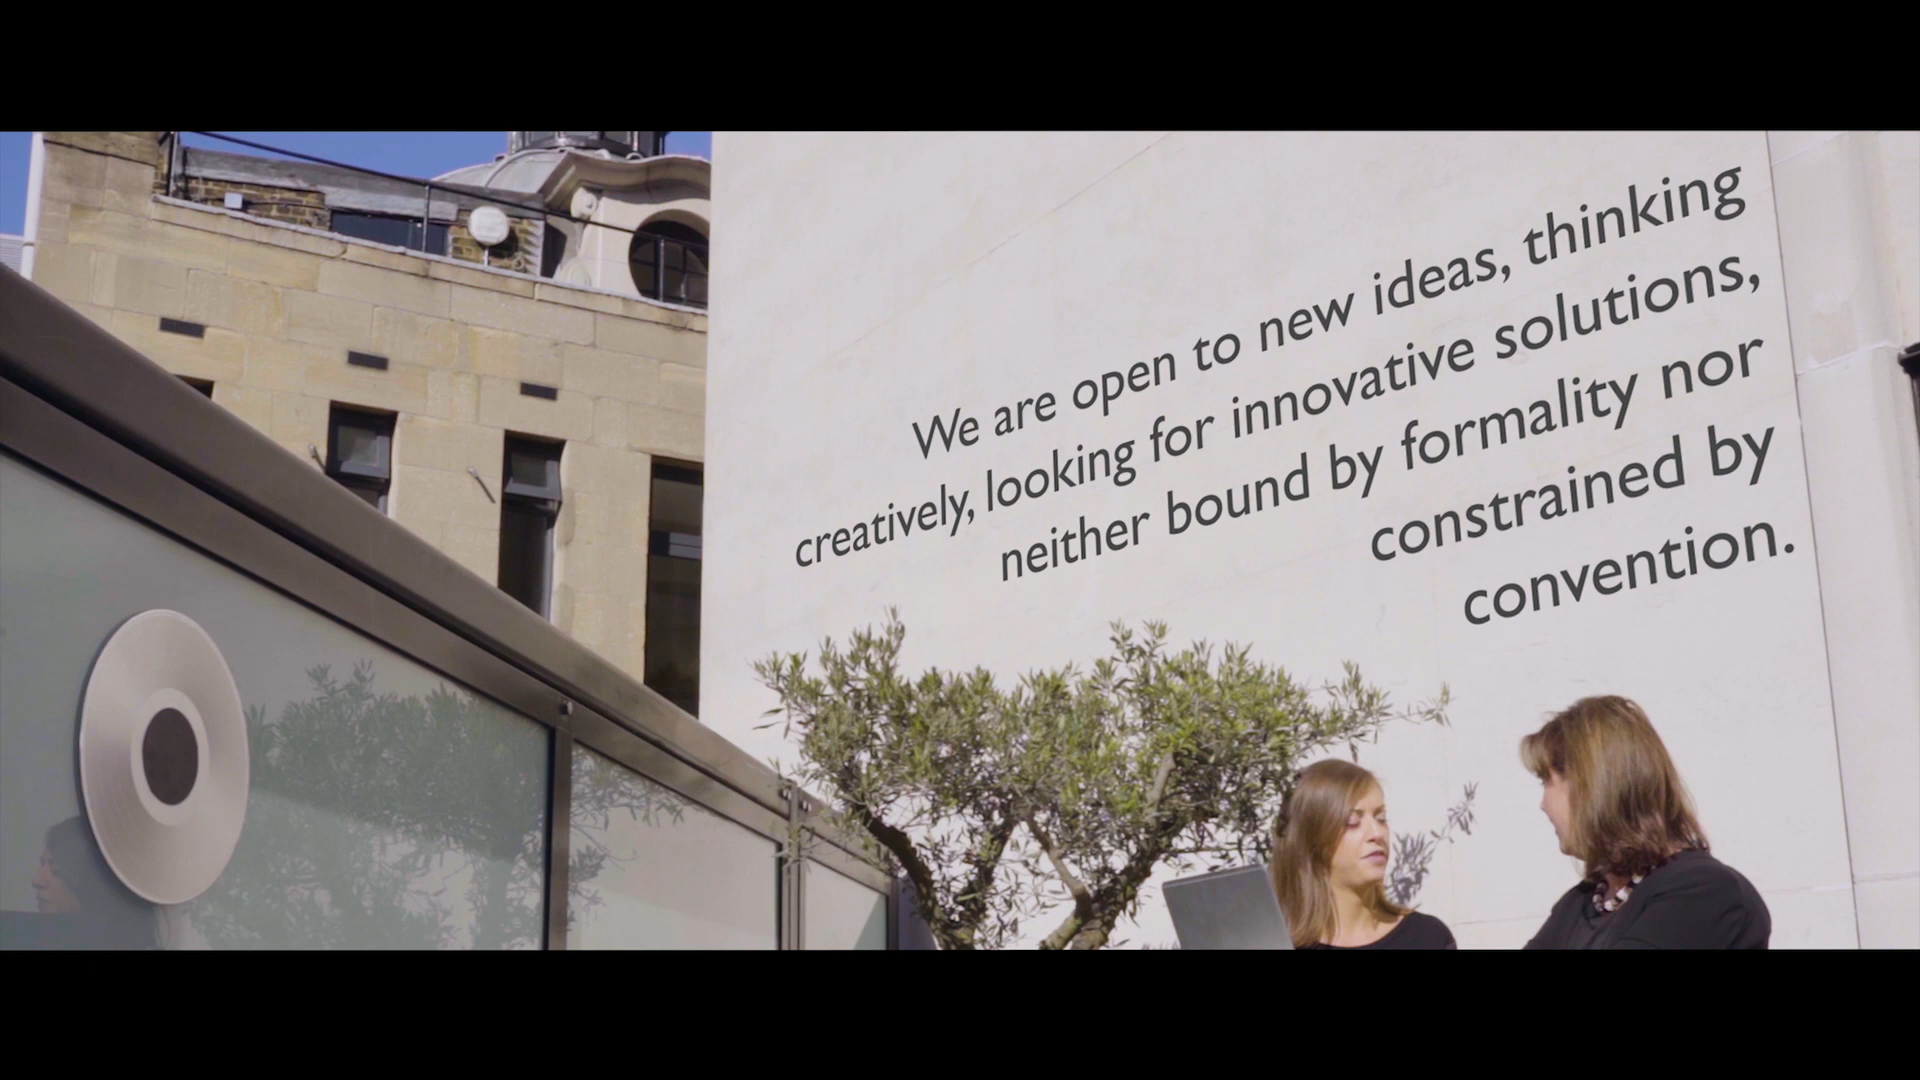 We are open to new ideas, thinking
creatively, looking for innovative solutions,
neither bound by formality nor
constrained by
convention.